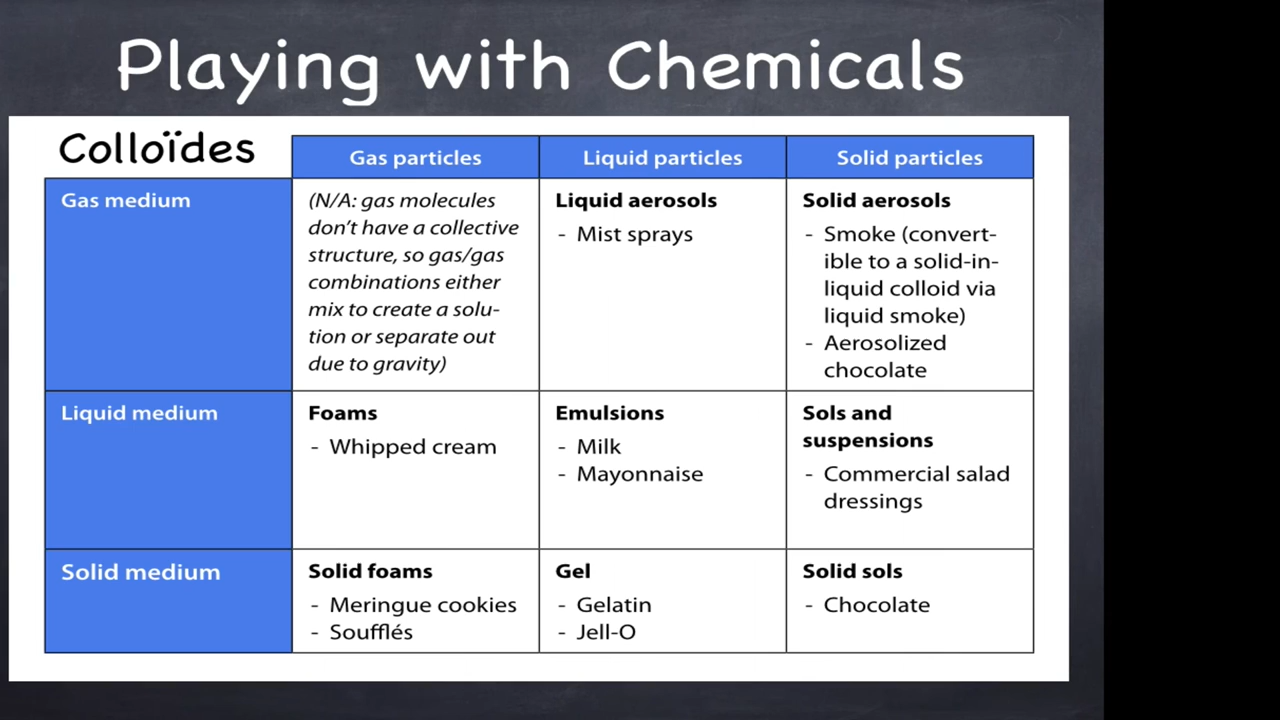 Playing with Chemicals
Colloïdes
Gas particles
Liquid particles
Solid particles
Gas medium
(N/A: gas molecules
don’t have a collective
structure, so gas/gas
combinations either
mix to create a solu-
tion or separate out
due to gravity)
Liquid aerosols
- Mist sprays
Solid aerosols
- Smoke (convert-
ible to a solid-in-
liquid colloid via
liquid smoke)
- Aerosolized
chocolate
Liquid medium
Foams
- Whipped cream
Emulsions
- Milk
- Mayonnaise
Sols and
suspensions
- Commercial salad
dressings
Solid medium
Solid foams
- Meringue cookies
- Soufflés
Gel
- Gelatin
- Jell-O
Solid sols
- Chocolate